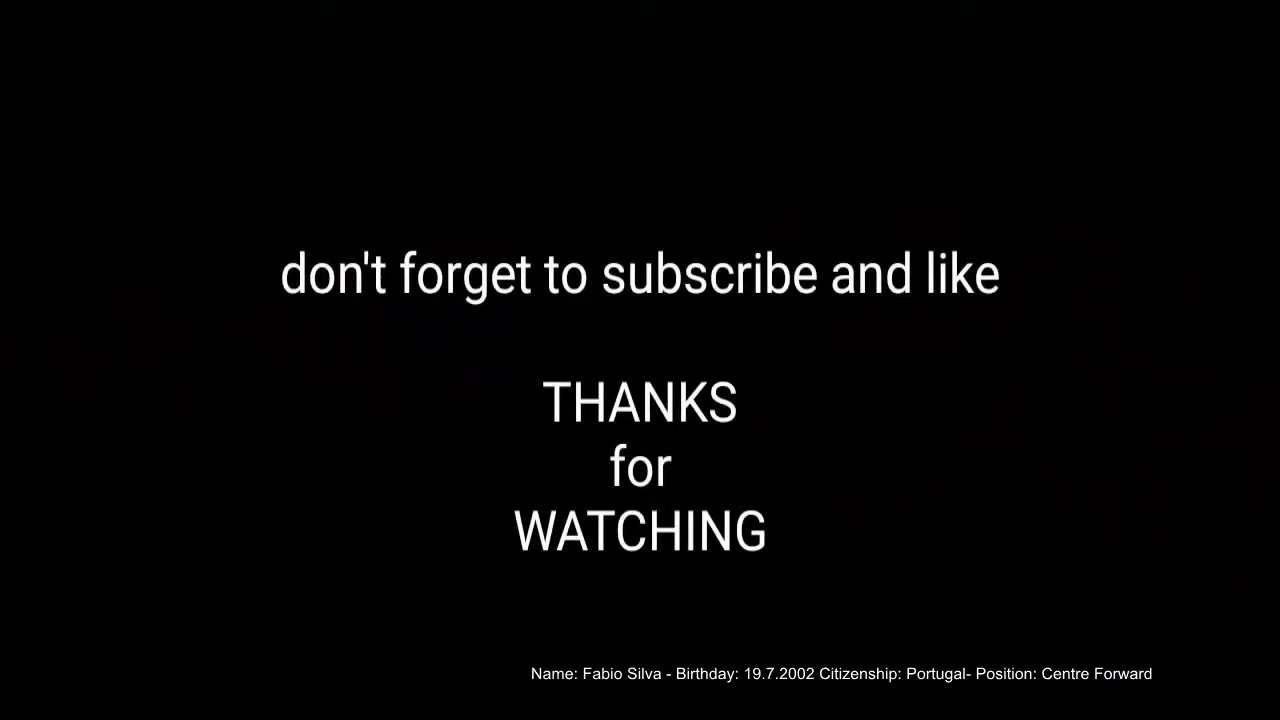 don't forget to subscribe and like
THANKS
for
WATCHING
Name: Fabio Silva - Birthday: 19.7.2002 Citizenship: Portugal- Position: Centre Forward